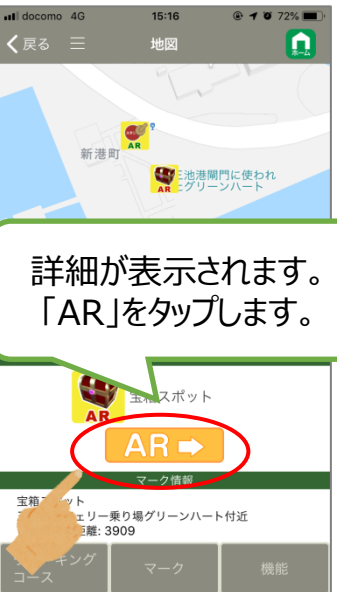 docomo 4G 15:16 72%
戻る 地図 ホーム
AR
新港町
三池港閘門に使われ
グリーンハート
AR
詳細が表示されます。
「AR」をタップします。
宝箱スポット
AR
AR
マーク情報
宝箱スポット
ェリー乗り場グリーンハート付近
距離: 3909
キング
コース
マーク
機能